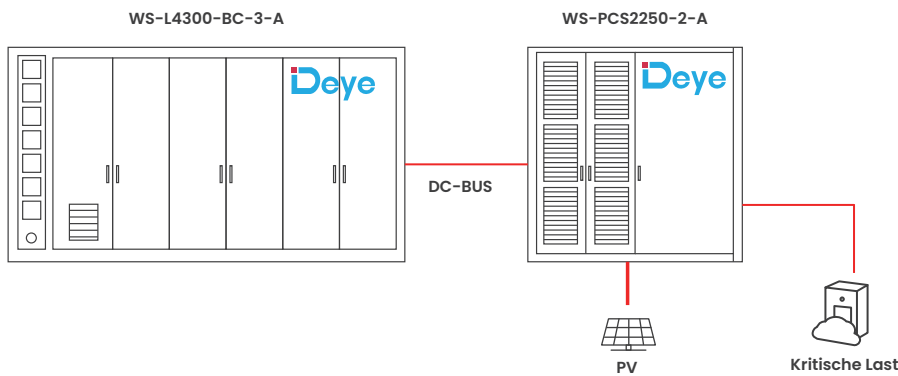 WS-L4300-BC-3-A
WS-PCS2250-2-A
Deye
Deye
DC-BUS
PV
Kritische Last